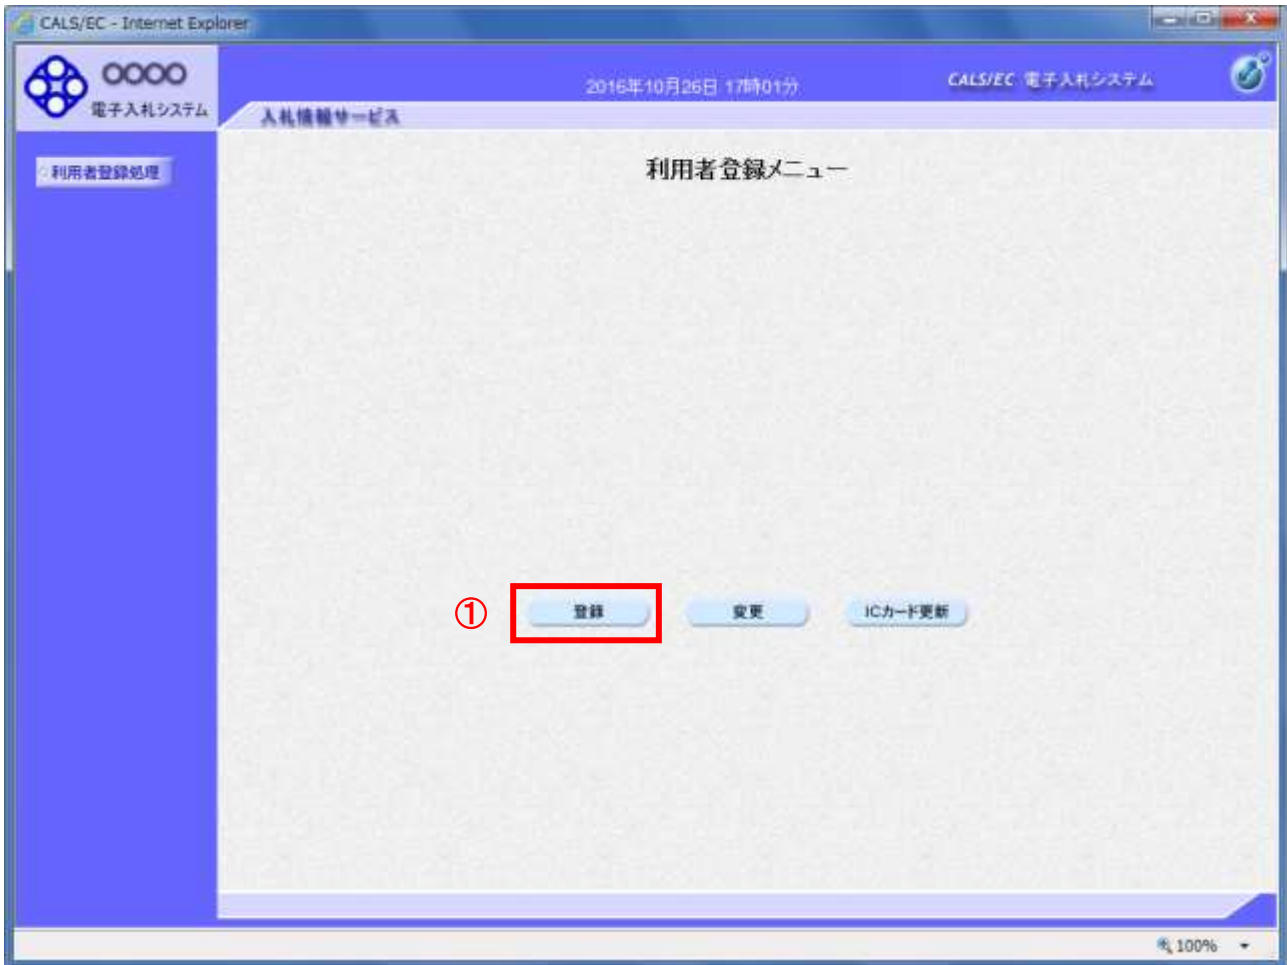 CALS/EC - Internet Explorer
OOOO
電子入札システム
2016年10月26日 17時01分
CALS/EC 電子入札システム
入札情報サービス
利用者登録処理
利用者登録メニュー
① 登録 変更 ICカード更新
100%